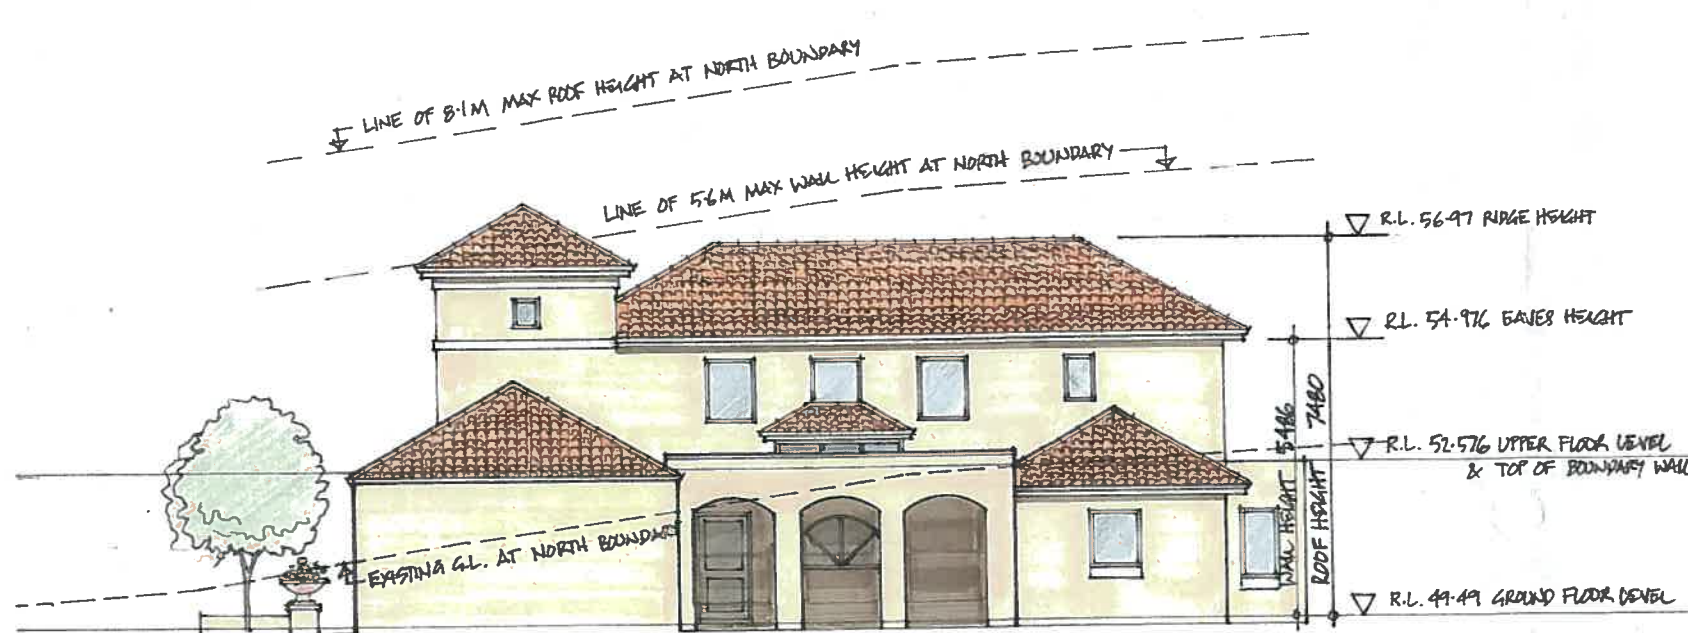 LINE OF 8·1M MAX ROOF HEIGHT AT NORTH BOUNDARY
LINE OF 5·6M MAX WALL HEIGHT AT NORTH BOUNDARY
R.L. 56·97 RIDGE HEIGHT
R.L. 54·976 EAVES HEIGHT
R.L. 52·576 UPPER FLOOR LEVEL
& TOP OF BOUNDARY WALL
WALL HEIGHT 5486
ROOF HEIGHT 7480
EXISTING G.L. AT NORTH BOUNDARY
R.L. 49·49 GROUND FLOOR LEVEL